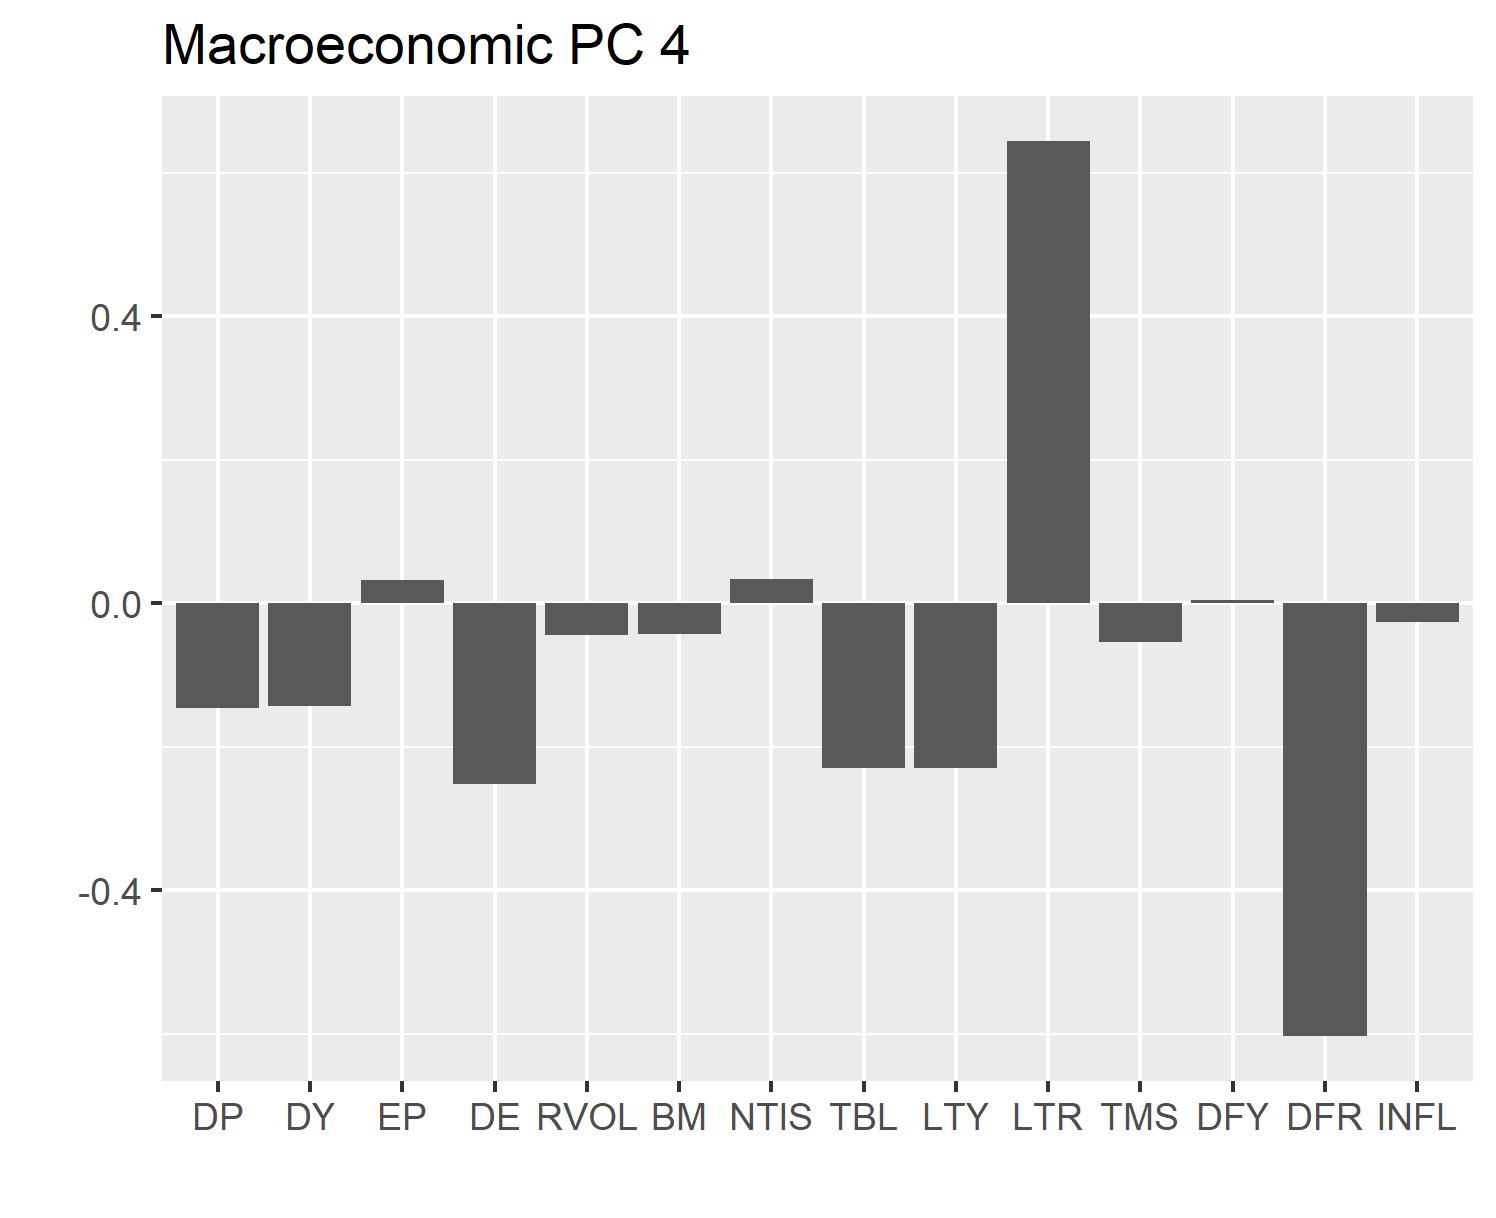 Macroeconomic PC 4
0.4
0.0
-0.4
DP DY EP DE RVOL BM NTIS TBL LTY LTR TMS DFY DFR INFL